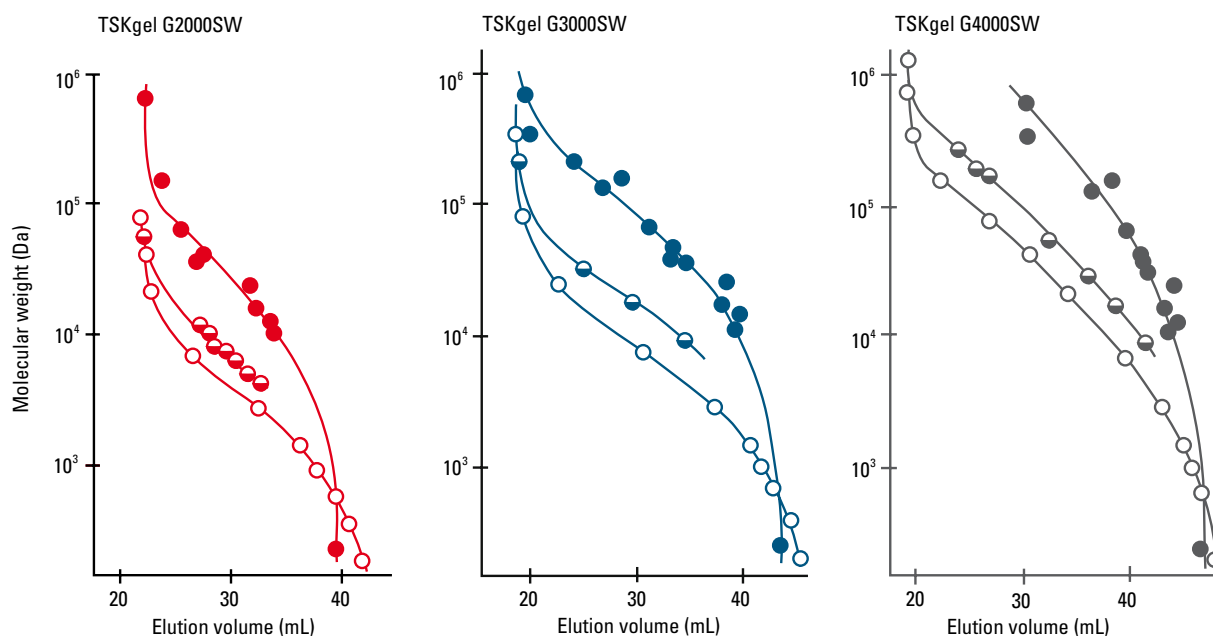 TSKgel G2000SW
TSKgel G3000SW
TSKgel G4000SW
Molecular weight (Da)
10⁶
10⁵
10⁴
10³
20 30 40
Elution volume (mL)
10⁶
10⁵
10⁴
10³
20 30 40
Elution volume (mL)
10⁶
10⁵
10⁴
10³
20 30 40
Elution volume (mL)